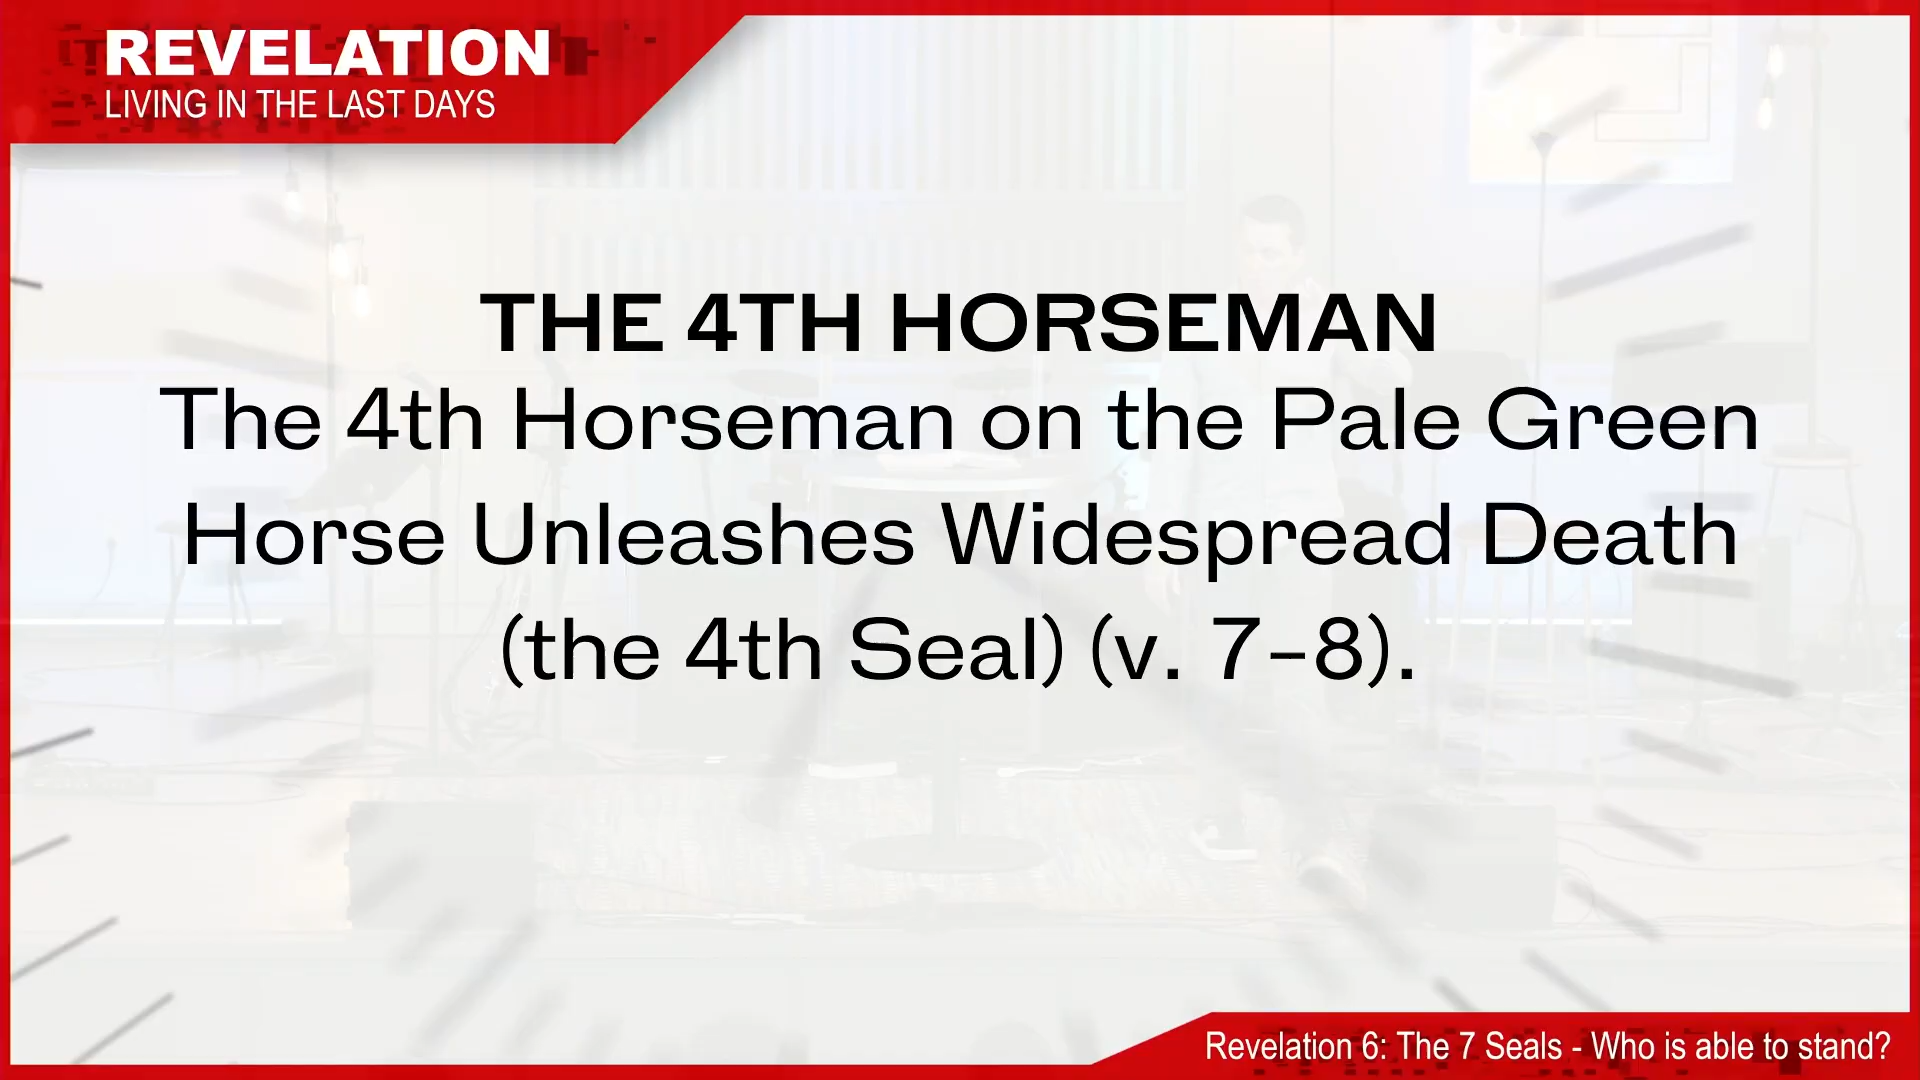 REVELATION
LIVING IN THE LAST DAYS
THE 4TH HORSEMAN
The 4th Horseman on the Pale Green
Horse Unleashes Widespread Death
(the 4th Seal) (v. 7–8).
Revelation 6: The 7 Seals - Who is able to stand?